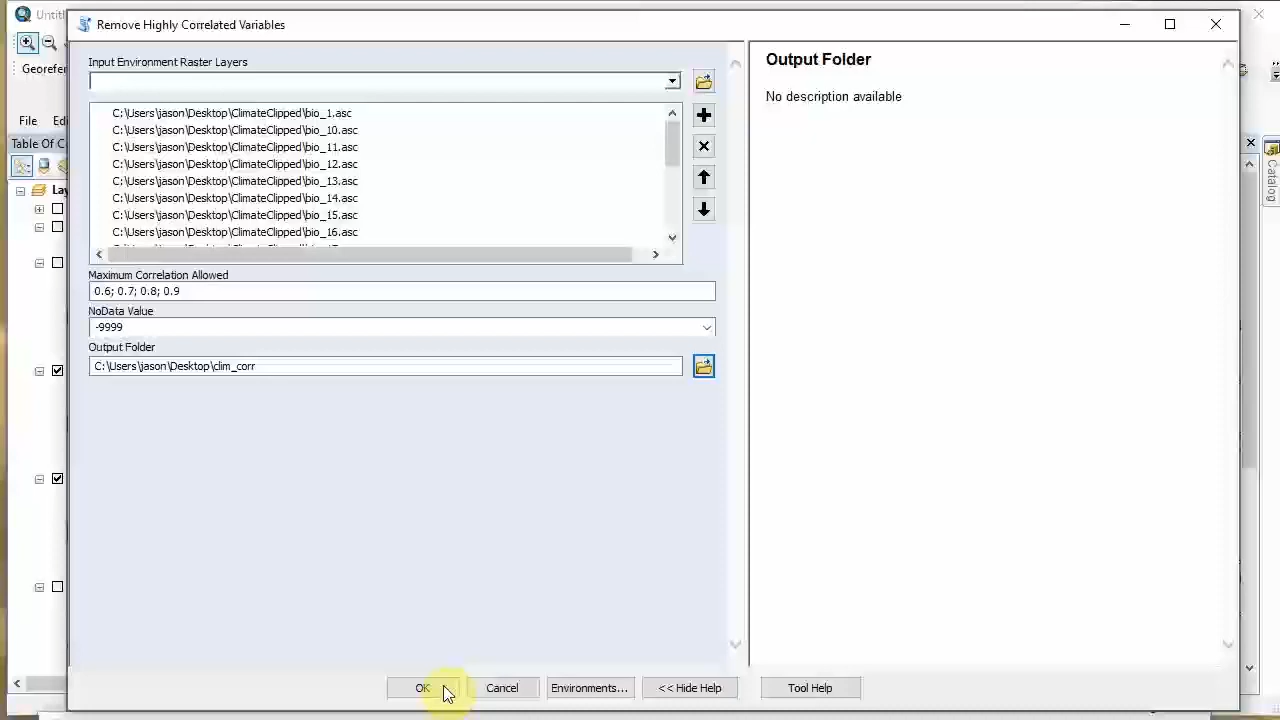 Untitl
Remove Highly Correlated Variables
Georefer
File Ed
Table Of C
Lay
Input Environment Raster Layers
C:\Users\jason\Desktop\ClimateClipped\bio_1.asc
C:\Users\jason\Desktop\ClimateClipped\bio_10.asc
C:\Users\jason\Desktop\ClimateClipped\bio_11.asc
C:\Users\jason\Desktop\ClimateClipped\bio_12.asc
C:\Users\jason\Desktop\ClimateClipped\bio_13.asc
C:\Users\jason\Desktop\ClimateClipped\bio_14.asc
C:\Users\jason\Desktop\ClimateClipped\bio_15.asc
C:\Users\jason\Desktop\ClimateClipped\bio_16.asc
Maximum Correlation Allowed
0.6; 0.7; 0.8; 0.9
NoData Value
-9999
Output Folder
C:\Users\jason\Desktop\clim_corr
OK
Cancel
Environments...
<< Hide Help
Output Folder
No description available
Tool Help
Catalog